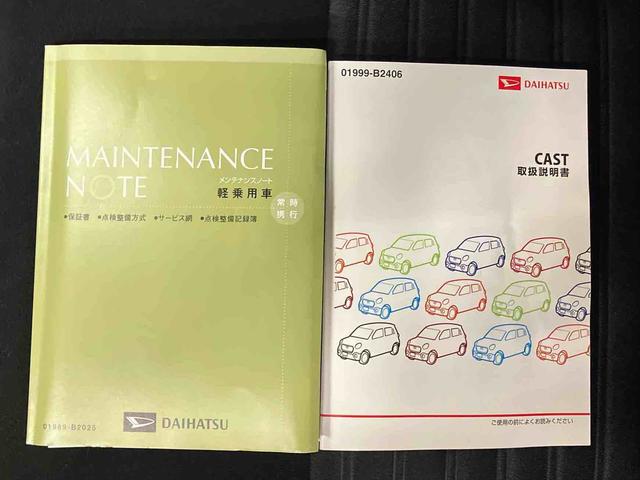 MAINTENANCE
NOTE
メンテナンスノート
軽乗用車
常時
携行
●保証書 ●点検整備方式 ●サービス網 ●点検整備記録簿
01999-B2025
DAIHATSU
01999-B2406
DAIHATSU
CAST
取扱説明書
ご使用の前によくお読みください